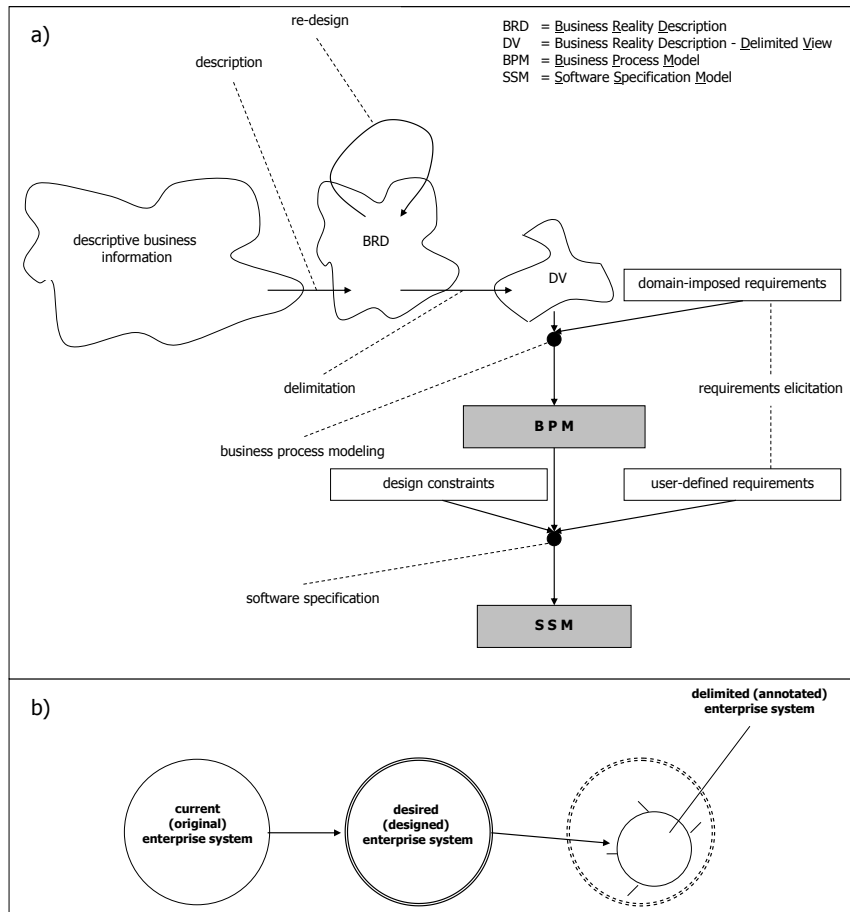 a)
re-design
BRD = Business Reality Description
DV = Business Reality Description - Delimited View
BPM = Business Process Model
SSM = Software Specification Model
description
descriptive business
information
BRD
DV
domain-imposed requirements
delimitation
requirements elicitation
B P M
business process modeling
design constraints
user-defined requirements
software specification
S S M
b)
delimited (annotated)
enterprise system
current
(original)
enterprise system
desired
(designed)
enterprise system